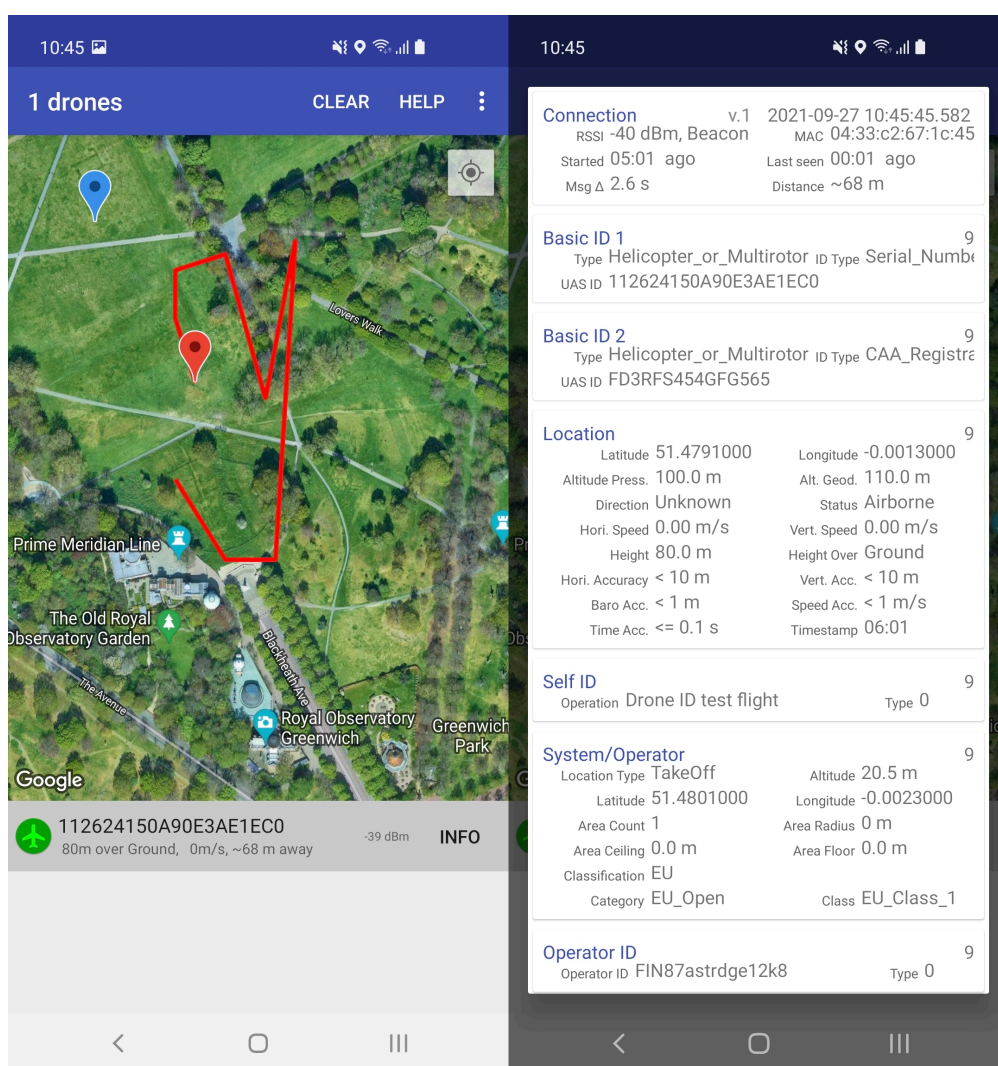 10:45
1 drones CLEAR HELP
Lovers Walk
Prime Meridian Line
The Old Royal
Observatory Garden
The Avenue
Blackheath Ave
Royal Observatory
Greenwich
Greenwich
Park
Google
112624150A90E3AE1EC0 -39 dBm INFO
80m over Ground, 0m/s, ~68 m away
10:45
Connection v.1 2021-09-27 10:45:45.582
RSSI -40 dBm, Beacon MAC 04:33:c2:67:1c:45
Started 05:01 ago Last seen 00:01 ago
Msg Δ 2.6 s Distance ~68 m
Basic ID 1 9
Type Helicopter_or_Multirotor ID Type Serial_Numbe
UAS ID 112624150A90E3AE1EC0
Basic ID 2 9
Type Helicopter_or_Multirotor ID Type CAA_Registra
UAS ID FD3RFS454GFG565
Location 9
Latitude 51.4791000 Longitude -0.0013000
Altitude Press. 100.0 m Alt. Geod. 110.0 m
Direction Unknown Status Airborne
Hori. Speed 0.00 m/s Vert. Speed 0.00 m/s
Height 80.0 m Height Over Ground
Hori. Accuracy < 10 m Vert. Acc. < 10 m
Baro Acc. < 1 m Speed Acc. < 1 m/s
Time Acc. <= 0.1 s Timestamp 06:01
Self ID 9
Operation Drone ID test flight Type 0
System/Operator 9
Location Type TakeOff Altitude 20.5 m
Latitude 51.4801000 Longitude -0.0023000
Area Count 1 Area Radius 0 m
Area Ceiling 0.0 m Area Floor 0.0 m
Classification EU
Category EU_Open Class EU_Class_1
Operator ID 9
Operator ID FIN87astrdge12k8 Type 0